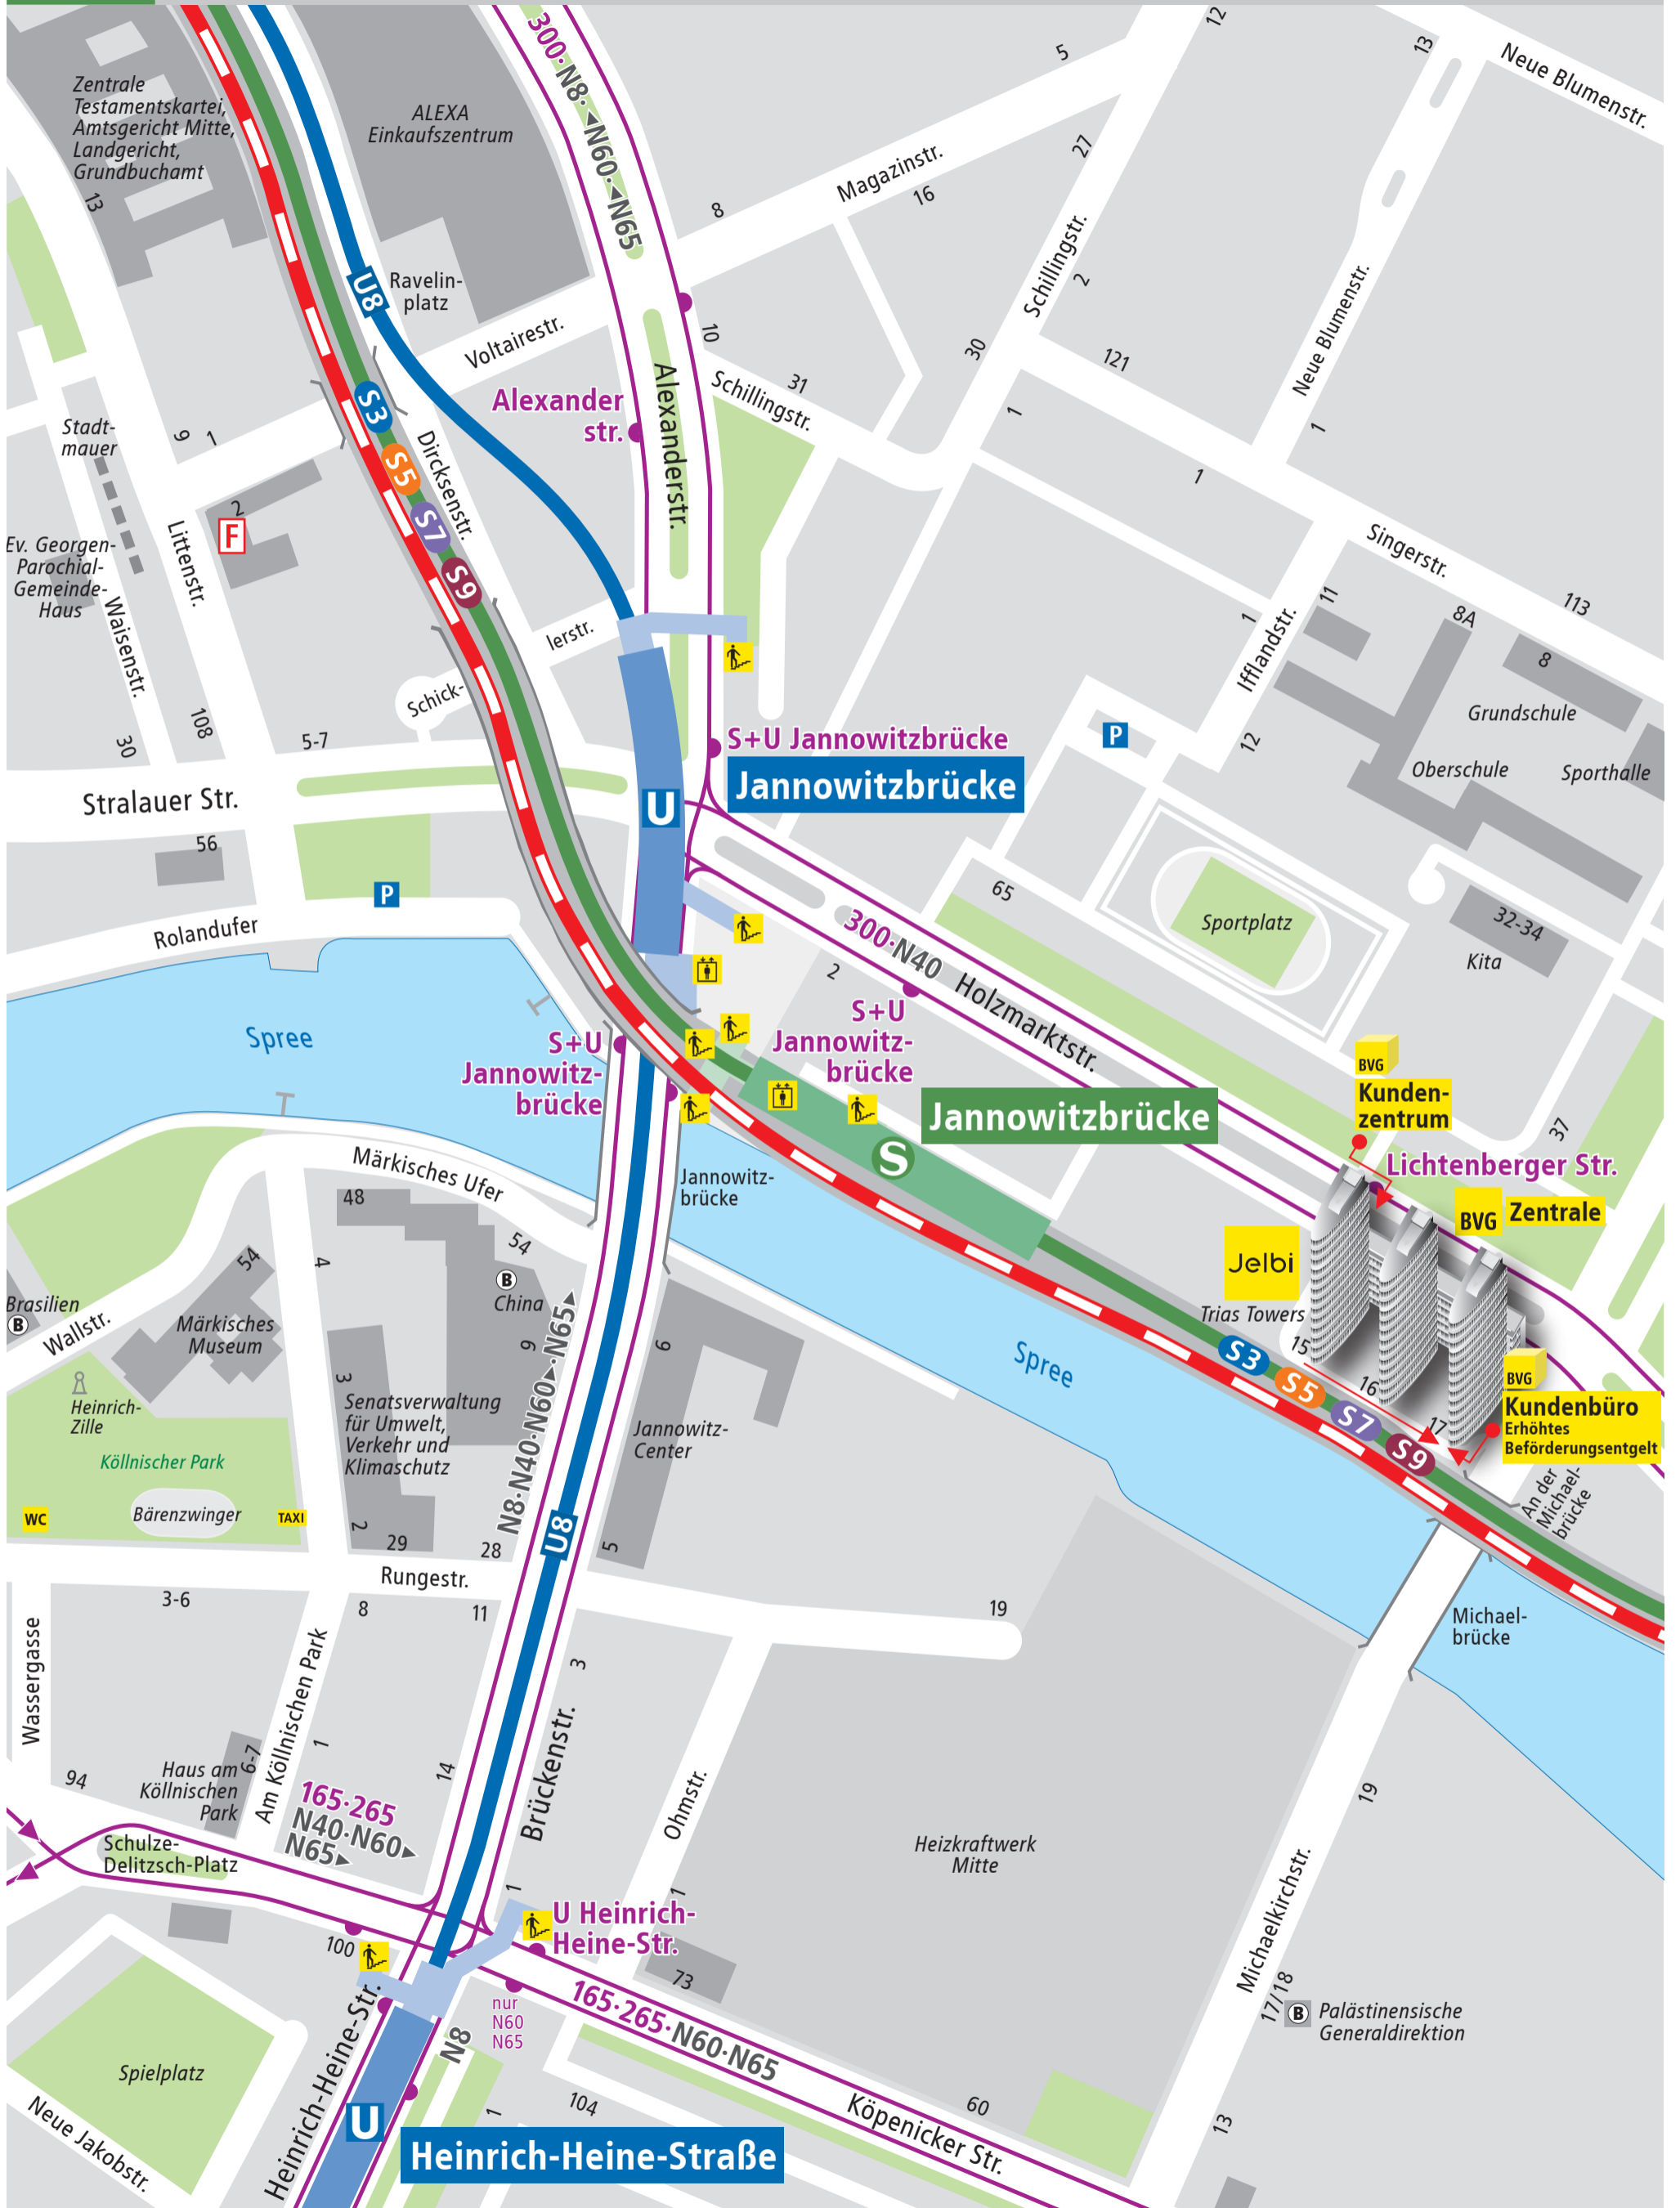 Zentrale
Testamentskartei,
Amtsgericht Mitte,
Landgericht,
Grundbuchamt
13
ALEXA
Einkaufszentrum
300·N8·◄N60·◄N65
5
12
13
Neue Blumenstr.
27
Magazinstr.
16
8
Schillingstr.
2
U8
Ravelin-
platz
Voltairestr.
10
30
121
Neue Blumenstr.
1
Alexander
str.
Alexanderstr.
Schillingstr.
31
1
1
S3
S5
S7
S9
Dircksenstr.
Stadt-
mauer
9
1
2
F
Littenstr.
Ev. Georgen-
Parochial-
Gemeinde-
Haus
Waisenstr.
Singerstr.
113
11
8A
8
1
Ifflandstr.
Grundschule
12
Oberschule
Sporthalle
lerstr.
Schick-
108
30
5-7
P
S+U Jannowitzbrücke
Jannowitzbrücke
U
Stralauer Str.
56
P
Rolandufer
65
Sportplatz
32-34
Kita
300·N40
Holzmarktstr.
2
Spree
S+U
Jannowitz-
brücke
S+U
Jannowitz-
brücke
Jannowitzbrücke
S
BVG
Kunden-
zentrum
37
Lichtenberger Str.
BVG
Zentrale
Jelbi
Trias Towers
15
16
17
Märkisches Ufer
Jannowitz-
brücke
48
54
54
4
B
China
Brasilien
B
Wallstr.
Märkisches
Museum
9
6
Spree
S3
S5
S7
S9
BVG
Kundenbüro
Erhöhtes
Beförderungsentgelt
An der
Michael-
brücke
Heinrich-
Zille
3
Senatsverwaltung
für Umwelt,
Verkehr und
Klimaschutz
N8·N40·N60►·N65►
Jannowitz-
Center
Köllnischer Park
Bärenzwinger
WC
TAXI
2
29
28
U8
5
Rungestr.
3-6
8
11
19
Michael-
brücke
Wassergasse
Am Köllnischen Park
3
1
14
Brückenstr.
Ohmstr.
94
Haus am
Köllnischen
Park
6-7
165·265
N40·N60►
N65►
Schulze-
Delitzsch-Platz
19
Heizkraftwerk
Mitte
Michaelkirchstr.
1
1
U Heinrich-
Heine-Str.
100
73
17/18
B
Palästinensische
Generaldirektion
nur
N60
N65
165·265·N60·N65
N8
Heinrich-Heine-Str.
Spielplatz
Neue Jakobstr.
U
1
104
60
Köpenicker Str.
13
Heinrich-Heine-Straße